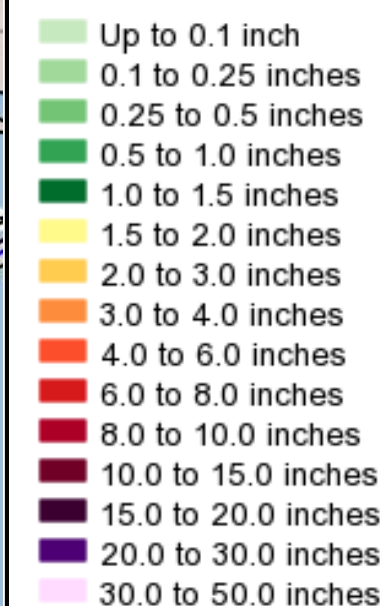 Up to 0.1 inch
0.1 to 0.25 inches
0.25 to 0.5 inches
0.5 to 1.0 inches
1.0 to 1.5 inches
1.5 to 2.0 inches
2.0 to 3.0 inches
3.0 to 4.0 inches
4.0 to 6.0 inches
6.0 to 8.0 inches
8.0 to 10.0 inches
10.0 to 15.0 inches
15.0 to 20.0 inches
20.0 to 30.0 inches
30.0 to 50.0 inches